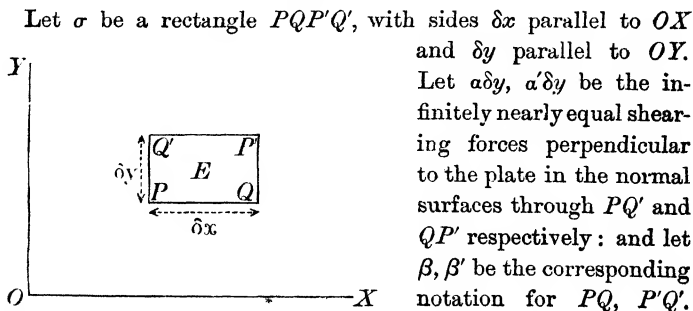 Let σ be a rectangle PQP'Q', with sides δx parallel to OX
and δy parallel to OY.
Let aδy, a'δy be the in-
finitely nearly equal shear-
ing forces perpendicular
to the plate in the normal
surfaces through PQ' and
QP' respectively: and let
β, β' be the corresponding
notation for PQ, P'Q'.
Y
Q' P'
E
δy
P Q
δx
O X